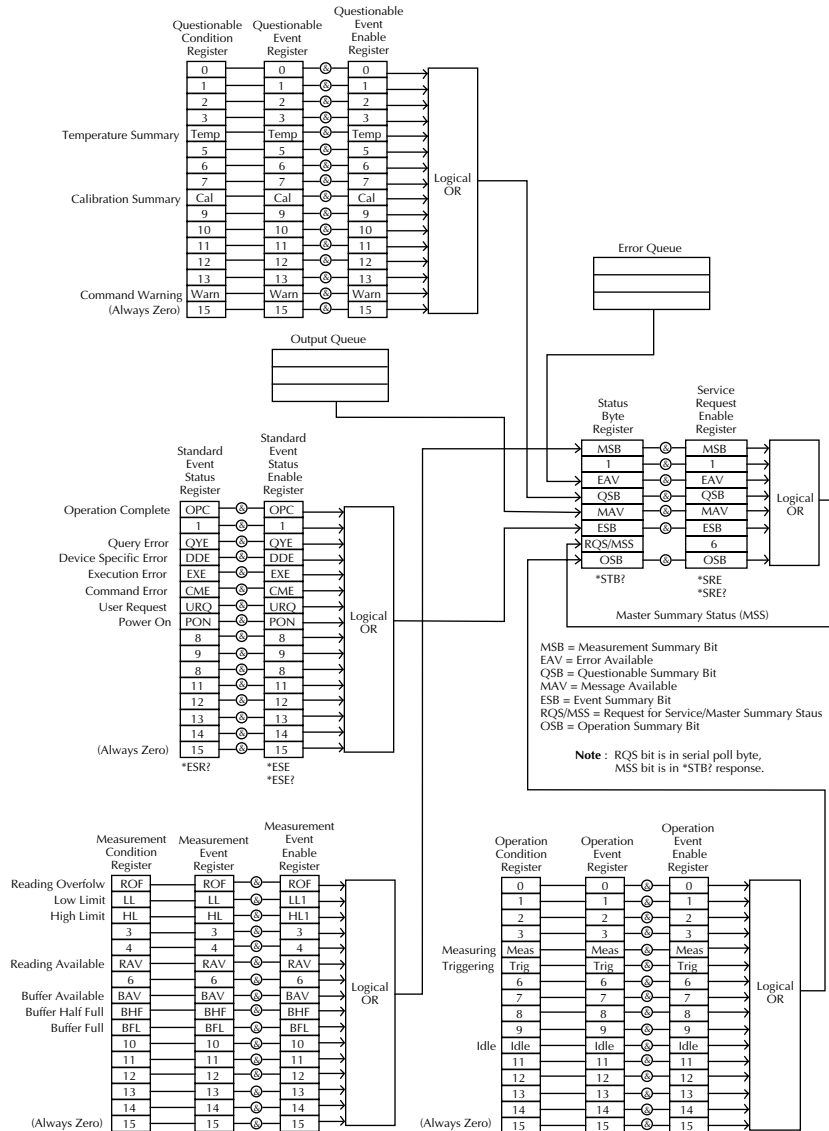 Questionable Condition Register
Questionable Event Register
Questionable Event Enable Register
0 0 & 0
1 1 & 1
2 2 & 2
3 3 & 3
Temperature Summary Temp Temp & Temp
5 5 & 5
6 6 & 6
7 7 & 7
Calibration Summary Cal Cal & Cal
9 9 & 9
10 10 & 10
11 11 & 11
12 12 & 12
13 13 & 13
Command Warning Warn Warn & Warn
(Always Zero) 15 15 & 15
Logical OR
Error Queue
Output Queue
Status Byte Register
Service Request Enable Register
MSB & MSB
1 & 1
EAV & EAV
QSB & QSB
MAV & MAV
ESB & ESB
RQS/MSS 6
OSB & OSB
*STB? *SRE
*SRE?
Logical OR
Master Summary Status (MSS)
MSB = Measurement Summary Bit
EAV = Error Available
QSB = Questionable Summary Bit
MAV = Message Available
ESB = Event Summary Bit
RQS/MSS = Request for Service/Master Summary Staus
OSB = Operation Summary Bit
Note : RQS bit is in serial poll byte,
MSS bit is in *STB? response.
Standard Event Status Register
Standard Event Status Enable Register
Operation Complete OPC & OPC
1 & 1
Query Error QYE & QYE
Device Specific Error DDE & DDE
Execution Error EXE & EXE
Command Error CME & CME
User Request URQ & URQ
Power On PON & PON
8 & 8
9 & 9
8 & 8
11 & 11
12 & 12
13 & 13
14 & 14
(Always Zero) 15 & 15
*ESR? *ESE
*ESE?
Logical OR
Measurement Condition Register
Measurement Event Register
Measurement Event Enable Register
Reading Overfolw ROF ROF & ROF
Low Limit LL LL & LL1
High Limit HL HL & HL1
3 3 & 3
4 4 & 4
Reading Available RAV RAV & RAV
6 6 & 6
Buffer Available BAV BAV & BAV
Buffer Half Full BHF BHF & BHF
Buffer Full BFL BFL & BFL
10 10 & 10
11 11 & 11
12 12 & 12
13 13 & 13
14 14 & 14
(Always Zero) 15 15 & 15
Logical OR
Operation Condition Register
Operation Event Register
Operation Event Enable Register
0 0 & 0
1 1 & 1
2 2 & 2
3 3 & 3
Measuring Meas Meas & Meas
Triggering Trig Trig & Trig
6 6 & 6
7 7 & 7
8 8 & 8
9 9 & 9
Idle Idle Idle & Idle
11 11 & 11
12 12 & 12
13 13 & 13
14 14 & 14
(Always Zero) 15 15 & 15
Logical OR